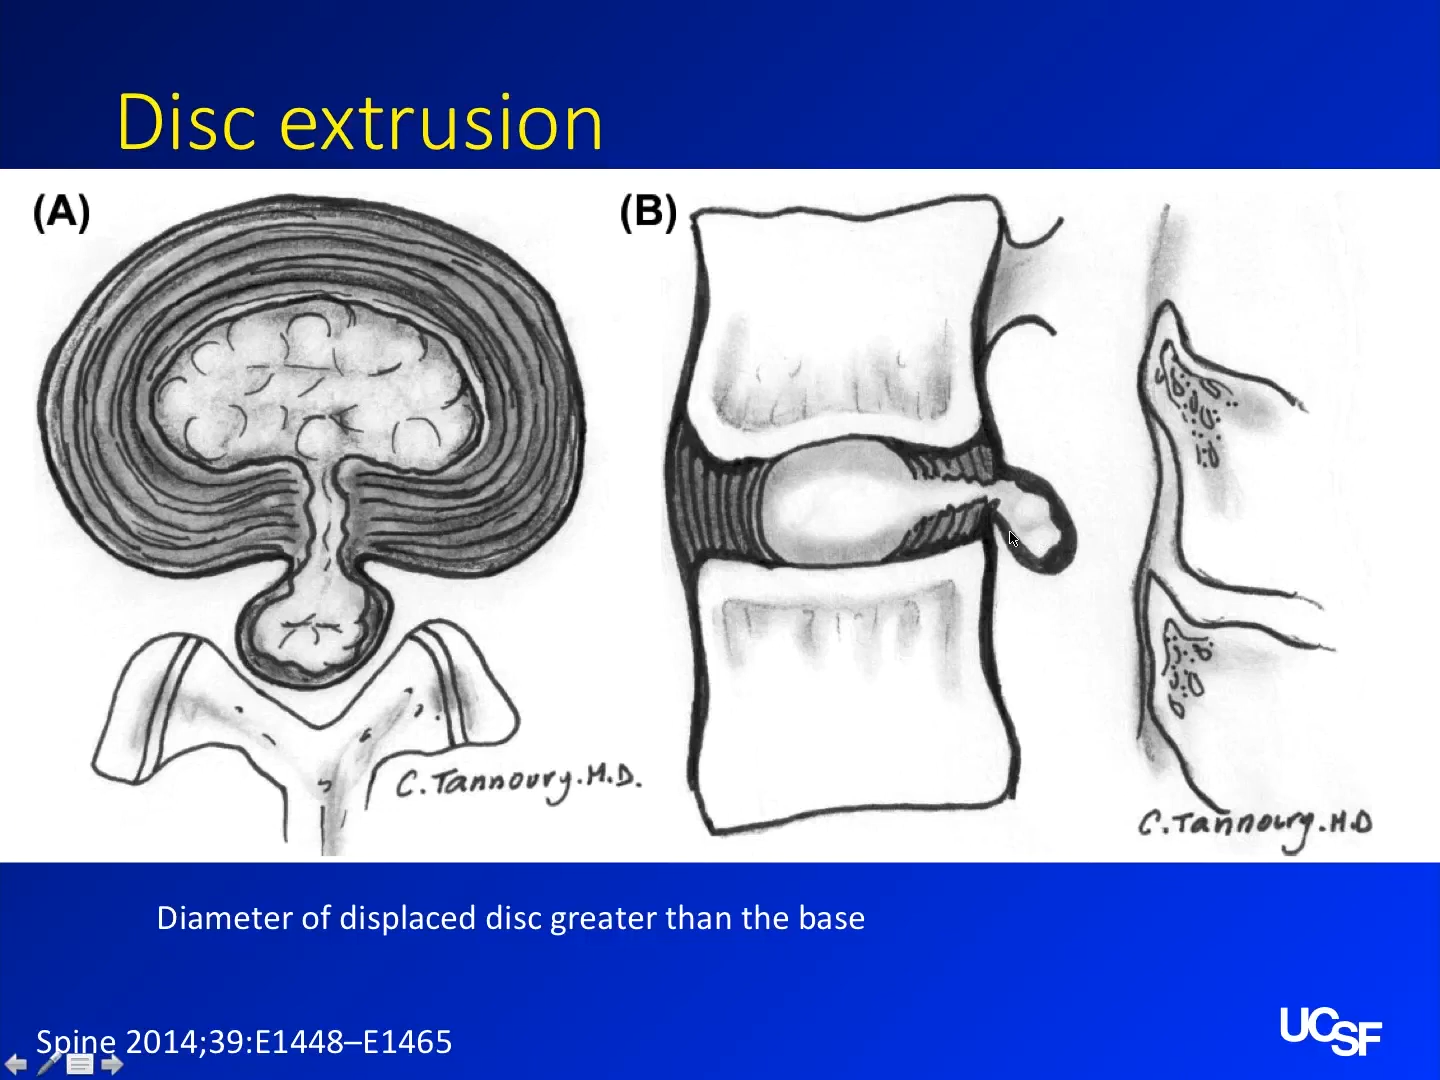 Disc extrusion
(A)
(B)
C. Tannoury. M.D.
C. Tannoury. M.D
Diameter of displaced disc greater than the base
Spine 2014;39:E1448–E1465
UCSF